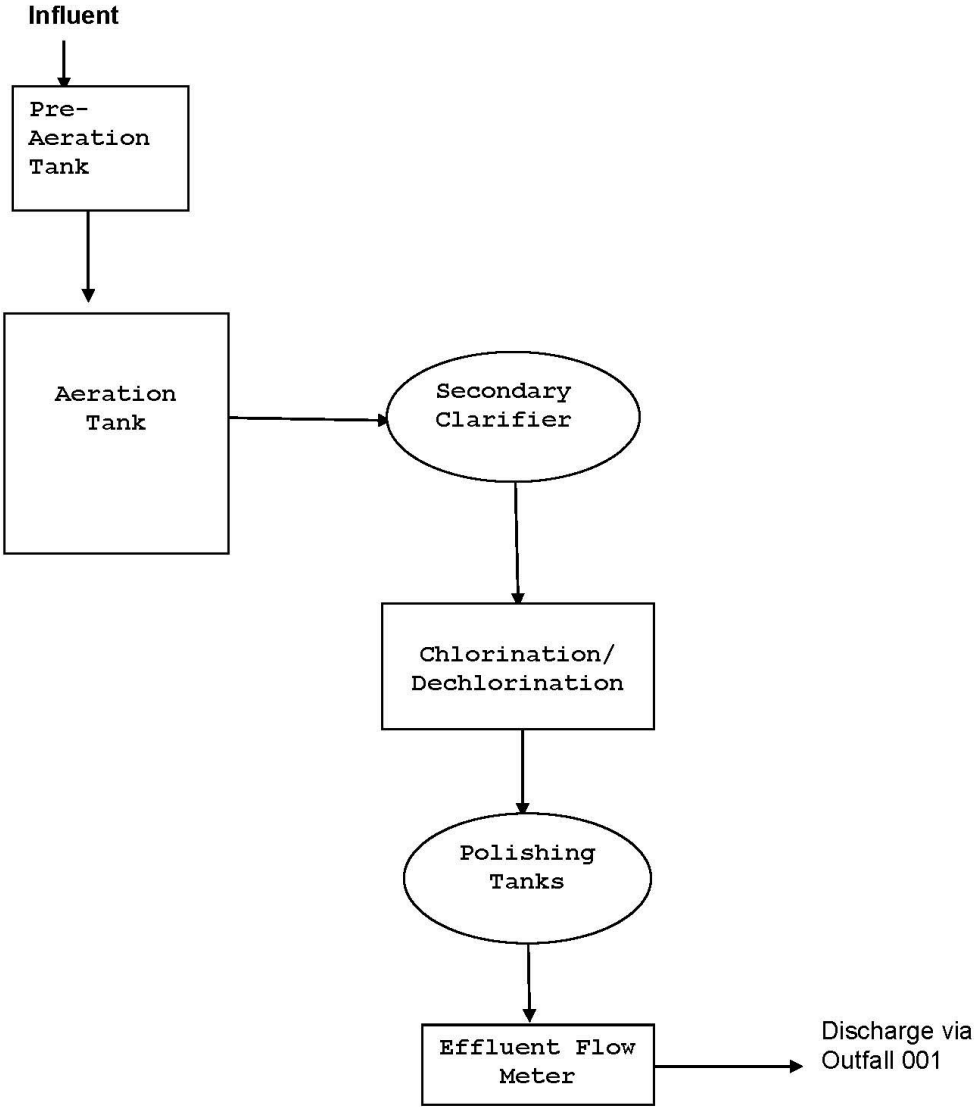 Influent
Pre-
Aeration
Tank
Aeration
Tank
Secondary
Clarifier
Chlorination/
Dechlorination
Polishing
Tanks
Effluent Flow
Meter
Discharge via
Outfall 001